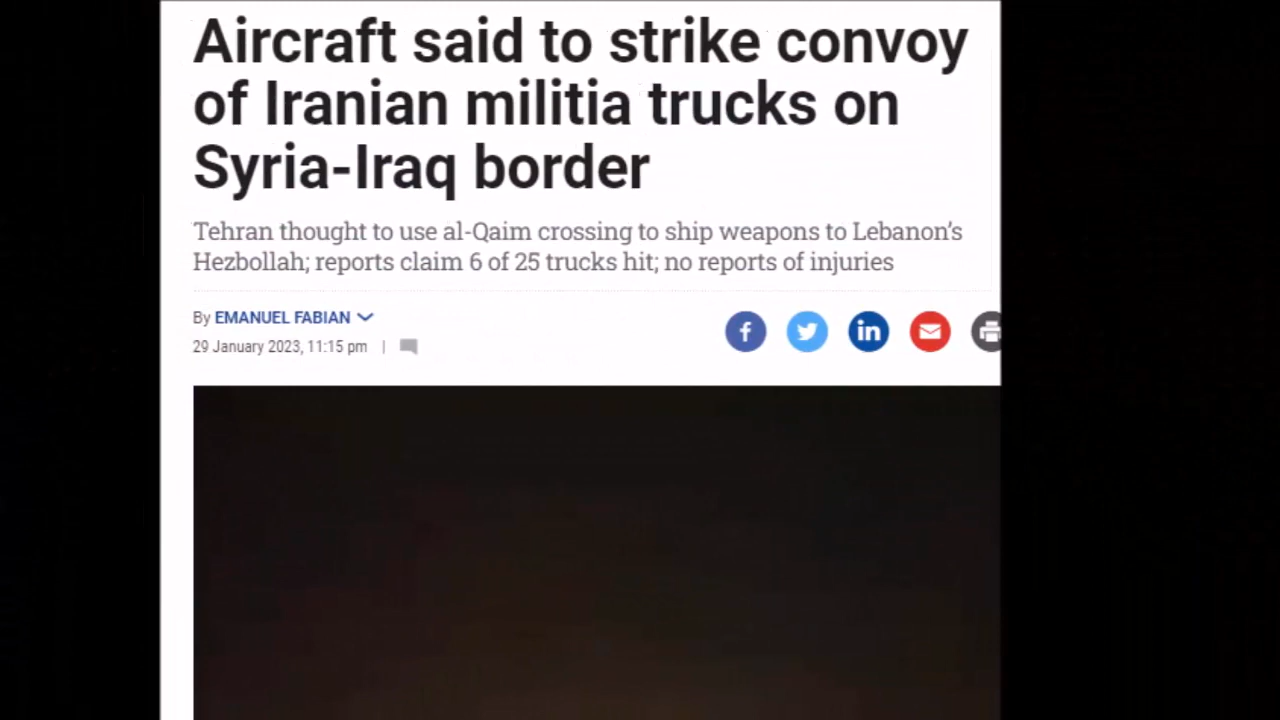 Aircraft said to strike convoy
of Iranian militia trucks on
Syria-Iraq border
Tehran thought to use al-Qaim crossing to ship weapons to Lebanon’s
Hezbollah; reports claim 6 of 25 trucks hit; no reports of injuries
By EMANUEL FABIAN
29 January 2023, 11:15 pm |
f in